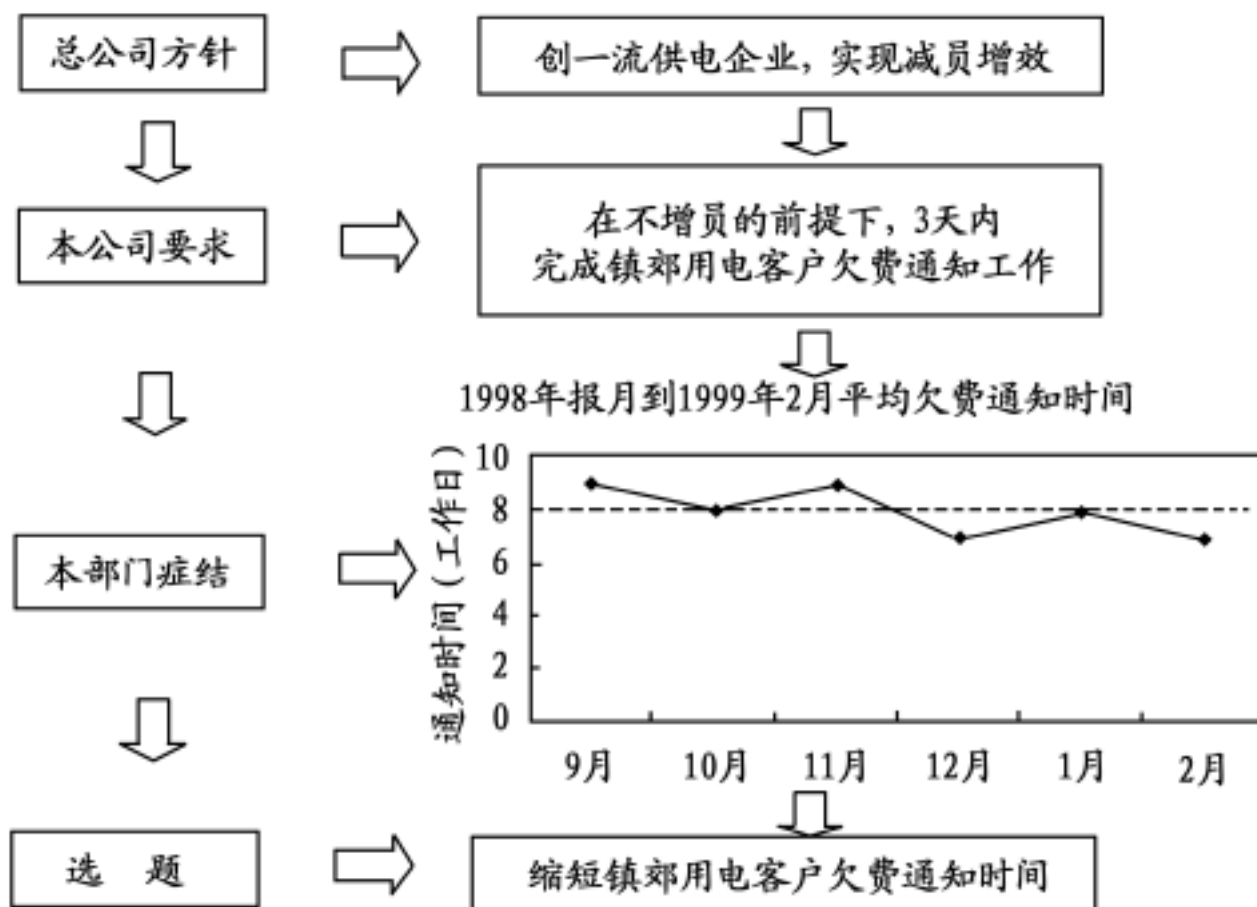 总公司方针
创一流供电企业，实现减员增效
本公司要求
在不增员的前提下，3天内
完成镇郊用电客户欠费通知工作
1998年报月到1999年2月平均欠费通知时间
本部门症结
通知时间（工作日）
10
8
6
4
2
0
9月 10月 11月 12月 1月 2月
选 题
缩短镇郊用电客户欠费通知时间